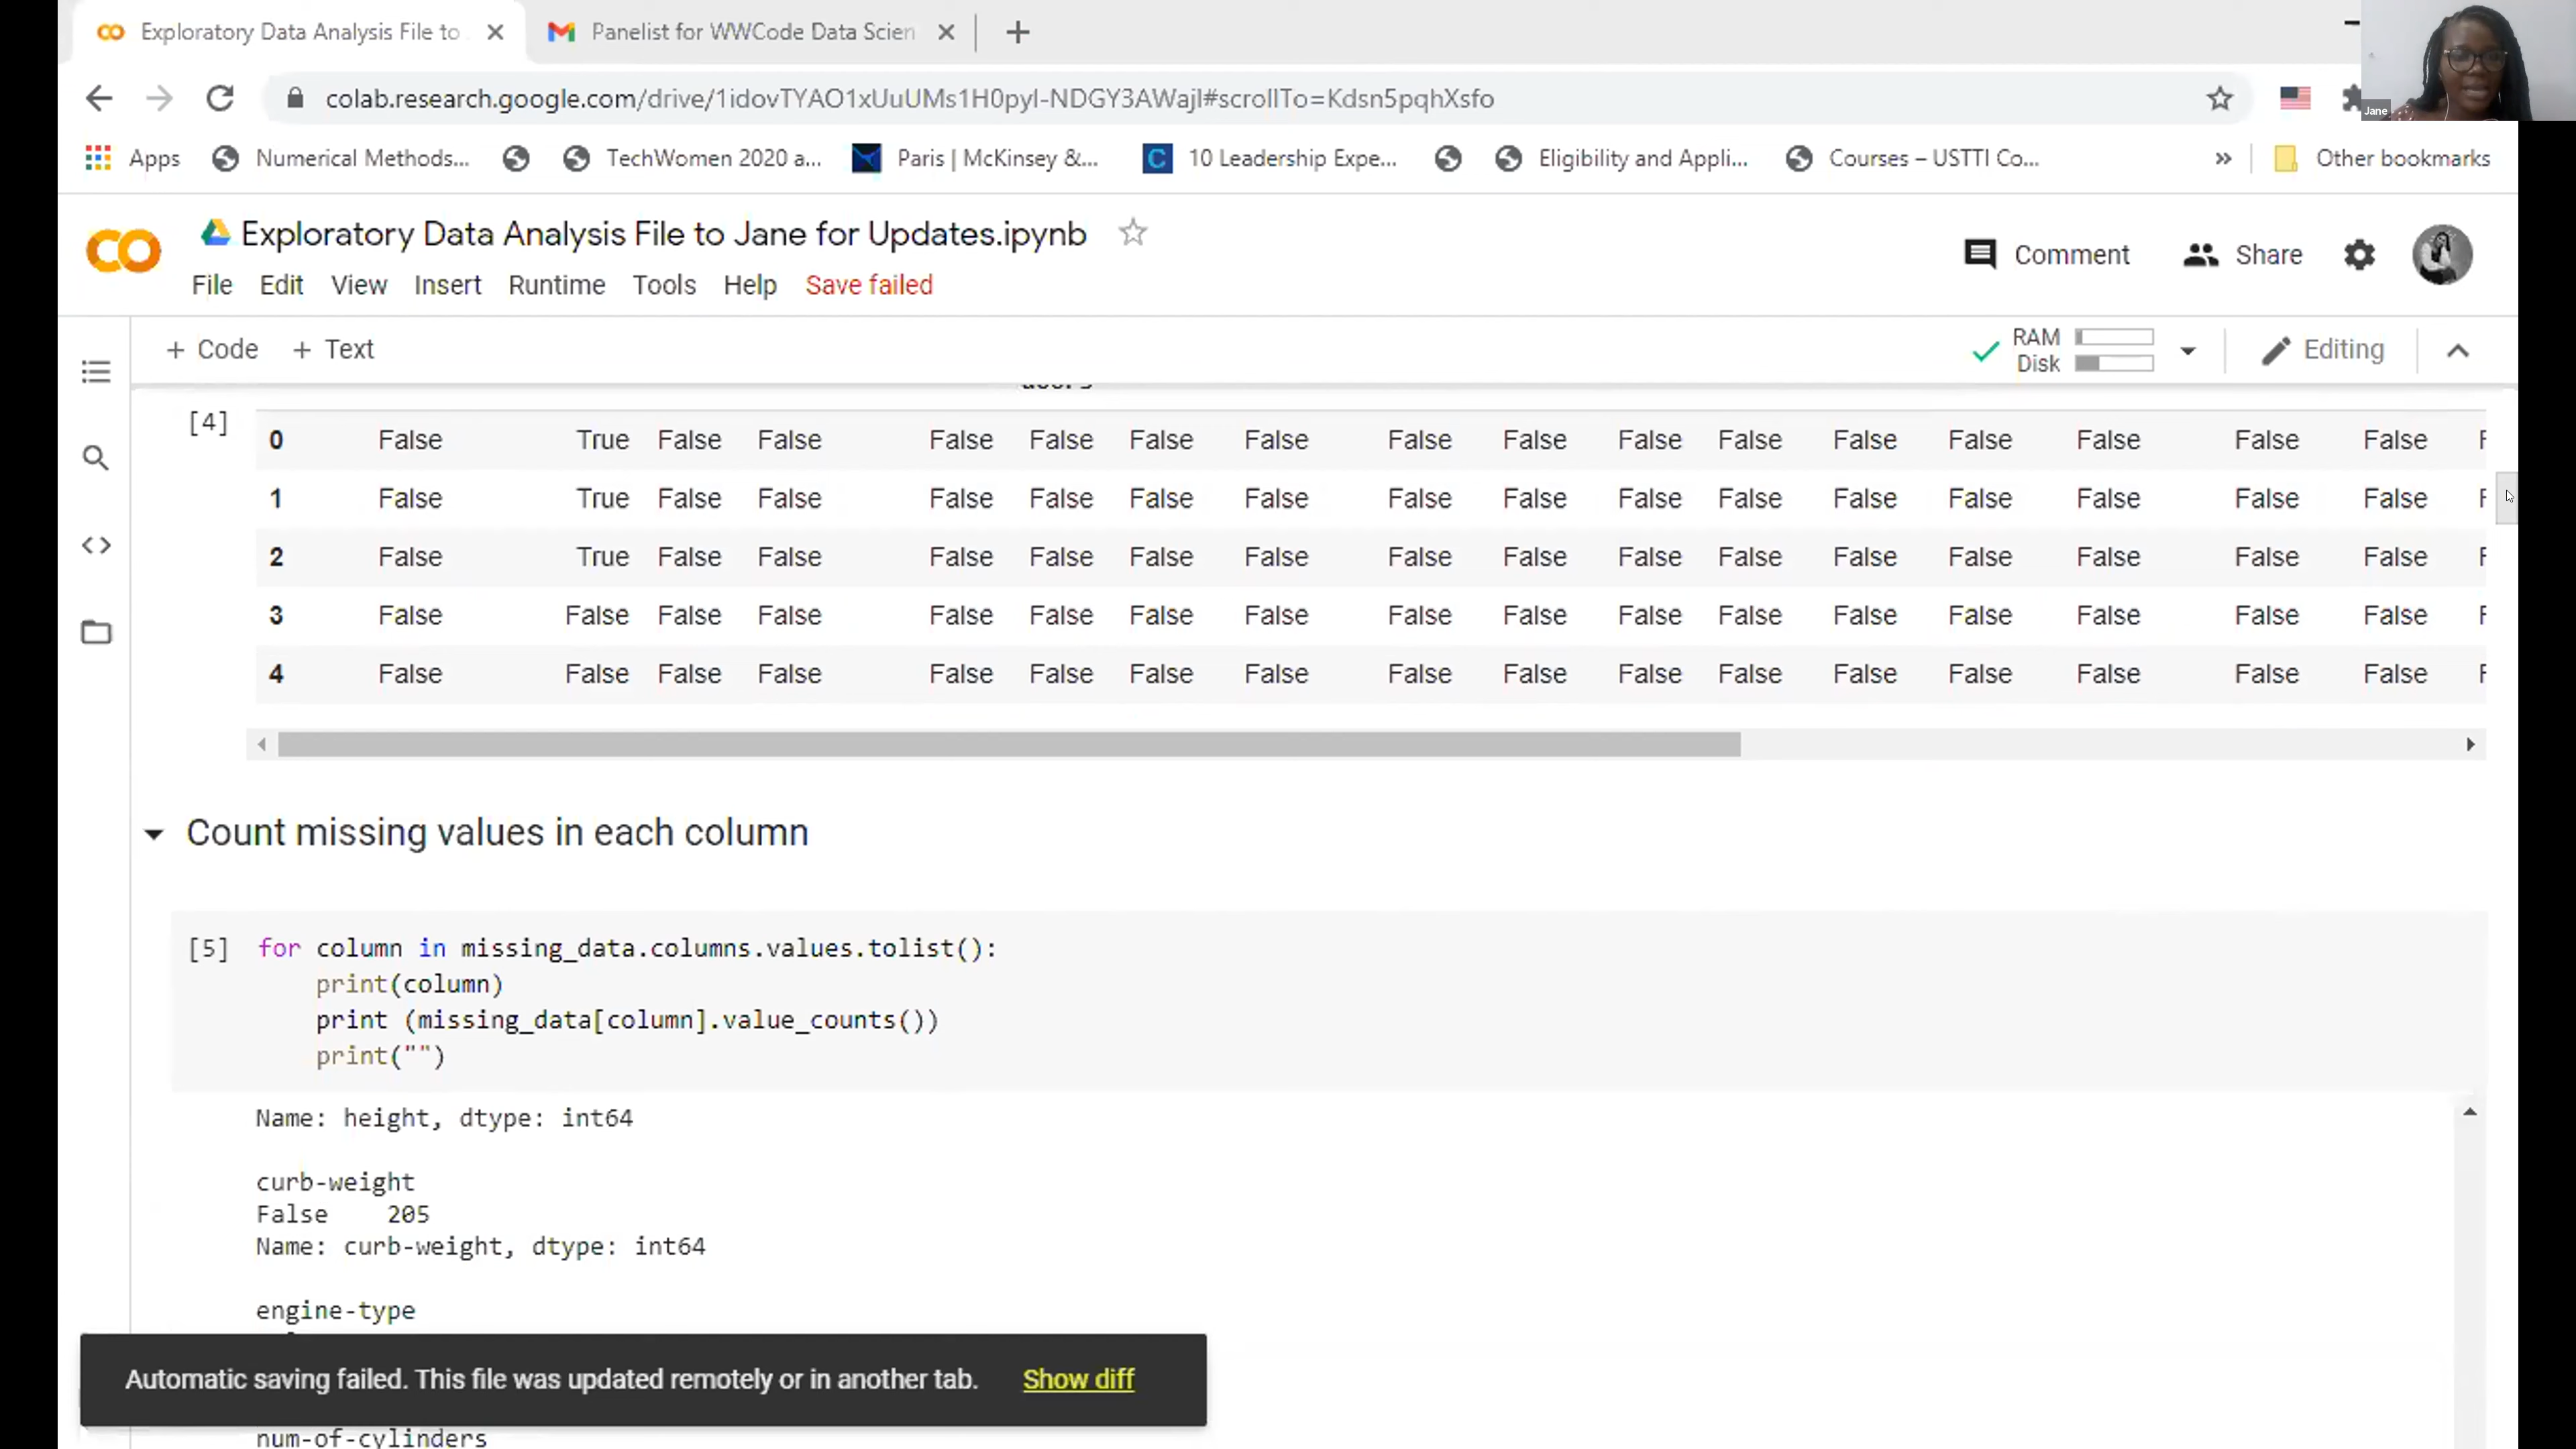 Exploratory Data Analysis File to
Panelist for WWCode Data Scien
colab.research.google.com/drive/1idovTYAO1xUuUMs1H0pyI-NDGY3AWajl#scrollTo=Kdsn5pqhXsfo
Jane
Apps Numerical Methods... TechWomen 2020 a... Paris | McKinsey &... 10 Leadership Expe... Eligibility and Appli... Courses – USTTI Co... » Other bookmarks
CO Exploratory Data Analysis File to Jane for Updates.ipynb
Comment Share
File Edit View Insert Runtime Tools Help Save failed
+ Code + Text
RAM
Disk
Editing
[4] 0 False True False False False False False False False False False False False False False False False F
1 False True False False False False False False False False False False False False False False False F
2 False True False False False False False False False False False False False False False False False F
3 False False False False False False False False False False False False False False False False False F
4 False False False False False False False False False False False False False False False False False F
Count missing values in each column
[5] for column in missing_data.columns.values.tolist():
print(column)
print (missing_data[column].value_counts())
print("")
Name: height, dtype: int64
curb-weight
False 205
Name: curb-weight, dtype: int64
engine-type
Automatic saving failed. This file was updated remotely or in another tab. Show diff
num-of-cylinders